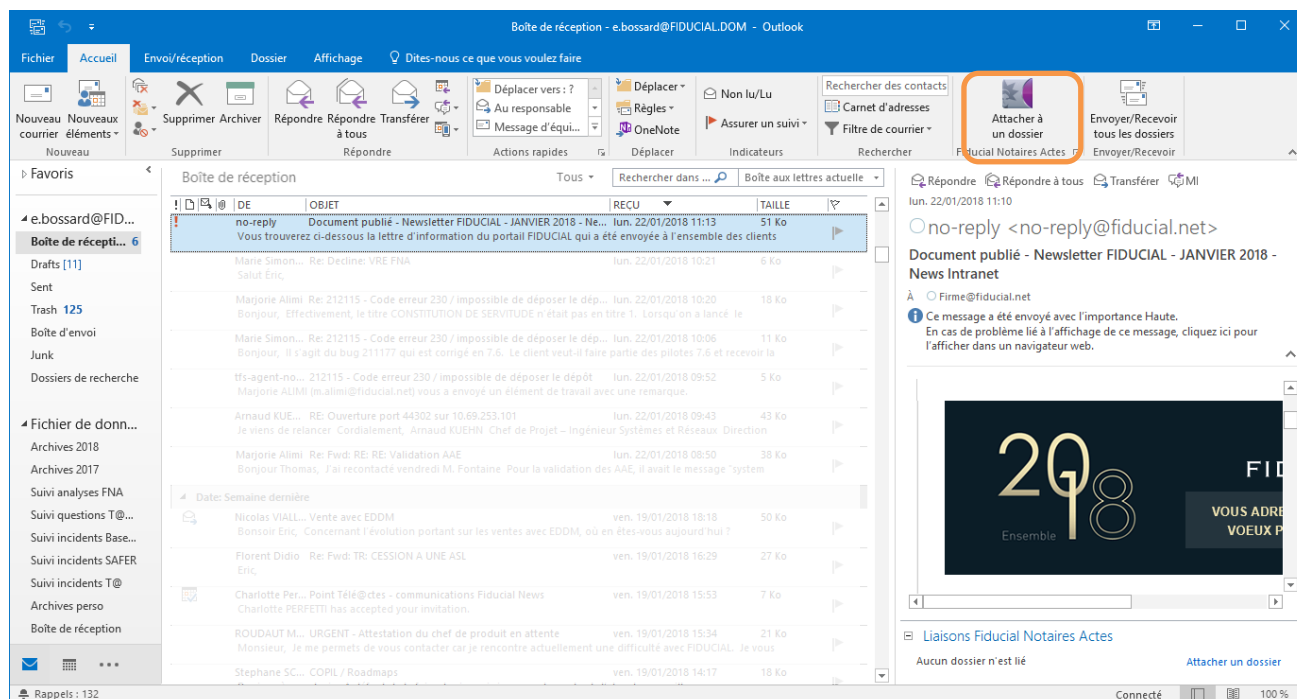 Boîte de réception - e.bossard@FIDUCIAL.DOM - Outlook
Fichier Accueil Envoi/réception Dossier Affichage Dites-nous ce que vous voulez faire
Nouveau courrier
Nouveaux éléments
Nouveau
Supprimer Archiver
Supprimer
Répondre
Répondre à tous
Transférer
Répondre
Déplacer vers : ?
Au responsable
Message d'équi...
Actions rapides
Déplacer
Règles
OneNote
Déplacer
Non lu/Lu
Assurer un suivi
Indicateurs
Rechercher des contacts
Carnet d'adresses
Filtre de courrier
Rechercher
Attacher à
un dossier
Fiducial Notaires Actes
Envoyer/Recevoir
tous les dossiers
Envoyer/Recevoir
Favoris
e.bossard@FID...
Boîte de récepti... 6
Drafts [11]
Sent
Trash 125
Boîte d'envoi
Junk
Dossiers de recherche
Fichier de donn...
Archives 2018
Archives 2017
Suivi analyses FNA
Suivi questions T@...
Suivi incidents Base...
Suivi incidents SAFER
Suivi incidents T@
Archives perso
Boîte de réception
Boîte de réception Tous Rechercher dans ... Boîte aux lettres actuelle
! DE OBJET REÇU TAILLE
! no-reply Document publié - Newsletter FIDUCIAL - JANVIER 2018 - Ne... lun. 22/01/2018 11:13 51 Ko
Vous trouverez ci-dessous la lettre d'information du portail FIDUCIAL qui a été envoyée à l'ensemble des clients
Marie Simon... Re: Decline: VRE FNA lun. 22/01/2018 10:21 6 Ko
Salut Eric,
Marjorie Alimi Re: 212115 - Code erreur 230 / impossible de déposer le dép... lun. 22/01/2018 10:20 18 Ko
Bonjour, Effectivement, le titre CONSTITUTION DE SERVITUDE n'était pas en titre 1. Lorsqu'on a lancé le
Marie Simon... Re: 212115 - Code erreur 230 / impossible de déposer le dép... lun. 22/01/2018 10:06 11 Ko
Bonjour, Il s'agit du bug 211177 qui est corrigé en 7.6. Le client veut-il faire partie des pilotes 7.6 et recevoir la
tfs-agent-no... 212115 - Code erreur 230 / impossible de déposer le dépôt lun. 22/01/2018 09:52 5 Ko
Marjorie ALIMI (m.alimi@fiducial.net) vous a envoyé un élément de travail avec une remarque.
Arnaud KUE... RE: Ouverture port 44302 sur 10.69.253.101 lun. 22/01/2018 09:43 43 Ko
Je viens de relancer Cordialement, Arnaud KUEHN Chef de Projet – Ingénieur Systèmes et Réseaux Direction
Marjorie Alimi Re: Fwd: RE: RE: Validation AAE lun. 22/01/2018 08:50 38 Ko
Bonjour Thomas, J'ai recontacté vendredi M. Fontaine Pour la validation des AAE, il avait le message "system
Date: Semaine dernière
Nicolas VIALL... Vente avec EDDM ven. 19/01/2018 18:18 50 Ko
Bonsoir Eric, Concernant l'évolution portant sur les ventes avec EDDM, où en êtes-vous aujourd'hui ?
Florent Didio Re: Fwd: TR: CESSION A UNE ASL ven. 19/01/2018 16:29 27 Ko
Eric,
Charlotte Per... Point Télé@ctes - communications Fiducial News ven. 19/01/2018 15:53 7 Ko
Charlotte PERFETTI has accepted your invitation.
ROUDAUT M... URGENT - Attestation du chef de produit en attente ven. 19/01/2018 15:34 21 Ko
Monsieur, Je me permets de vous contacter car je rencontre actuellement une difficulté avec FIDUCIAL. Je vous
Stephane SC... COPIL / Roadmaps ven. 19/01/2018 14:17 18 Ko
Répondre Répondre à tous Transférer MI
lun. 22/01/2018 11:10
no-reply <no-reply@fiducial.net>
Document publié - Newsletter FIDUCIAL - JANVIER 2018 -
News Intranet
À Firme@fiducial.net
Ce message a été envoyé avec l'importance Haute.
En cas de problème lié à l'affichage de ce message, cliquez ici pour
l'afficher dans un navigateur web.
2018
Ensemble
FID
VOUS ADRE
VOEUX P
Liaisons Fiducial Notaires Actes
Aucun dossier n'est lié Attacher un dossier
Rappels : 132 Connecté 100 %